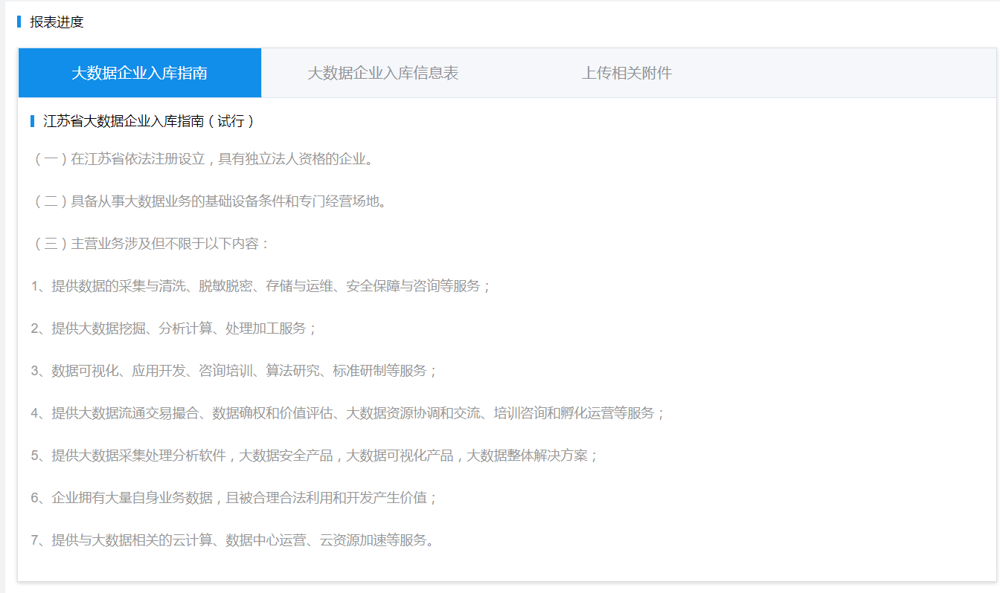 报表进度
大数据企业入库指南 大数据企业入库信息表 上传相关附件
江苏省大数据企业入库指南（试行）
（一）在江苏省依法注册设立，具有独立法人资格的企业。
（二）具备从事大数据业务的基础设备条件和专门经营场地。
（三）主营业务涉及但不限于以下内容：
1、提供数据的采集与清洗、脱敏脱密、存储与运维、安全保障与咨询等服务；
2、提供大数据挖掘、分析计算、处理加工服务；
3、数据可视化、应用开发、咨询培训、算法研究、标准研制等服务；
4、提供大数据流通交易撮合、数据确权和价值评估、大数据资源协调和交流、培训咨询和孵化运营等服务；
5、提供大数据采集处理分析软件，大数据安全产品，大数据可视化产品，大数据整体解决方案；
6、企业拥有大量自身业务数据，且被合理合法利用和开发产生价值；
7、提供与大数据相关的云计算、数据中心运营、云资源加速等服务。